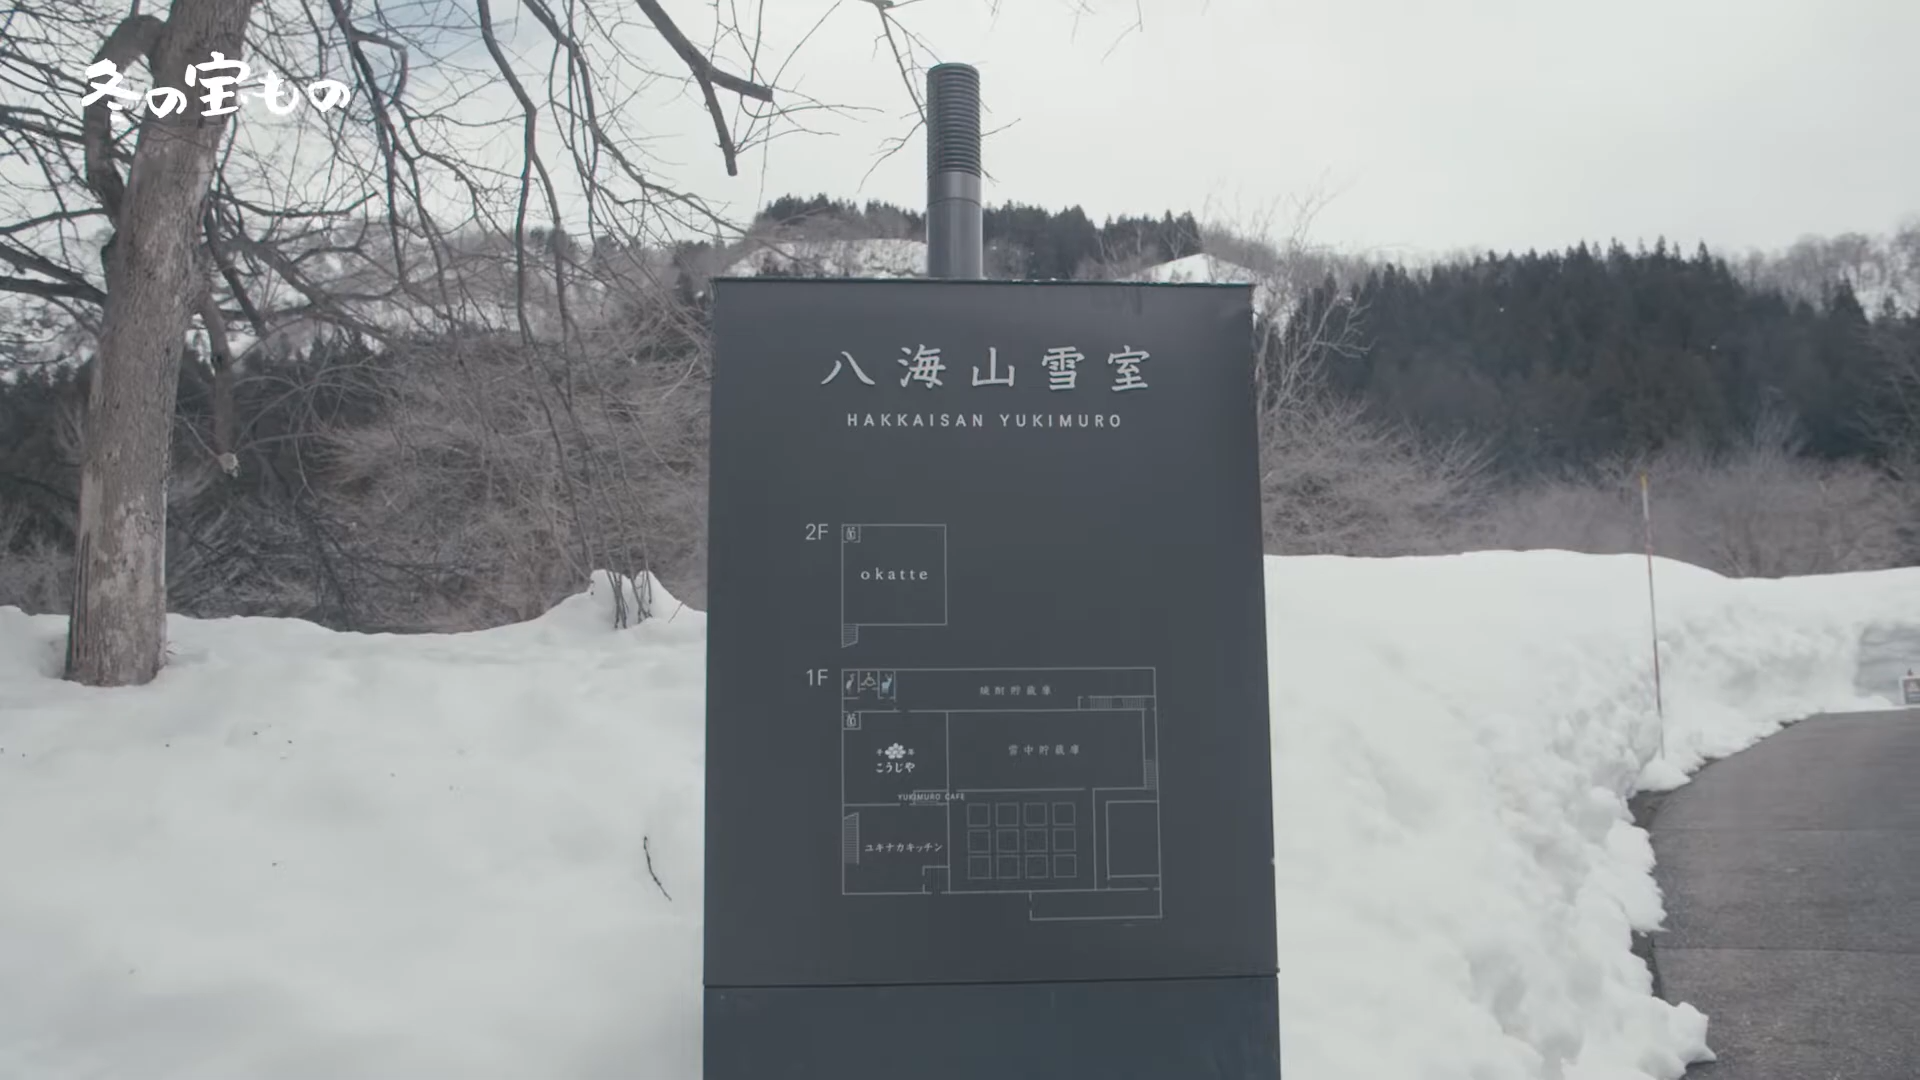 冬の宝もの
八海山雪室
HAKKAISAN YUKIMURO
2F
okatte
1F
焼酎貯蔵庫
雪中貯蔵庫
千年
こうじや
YUKIMURO CAFE
ユキナカキッチン